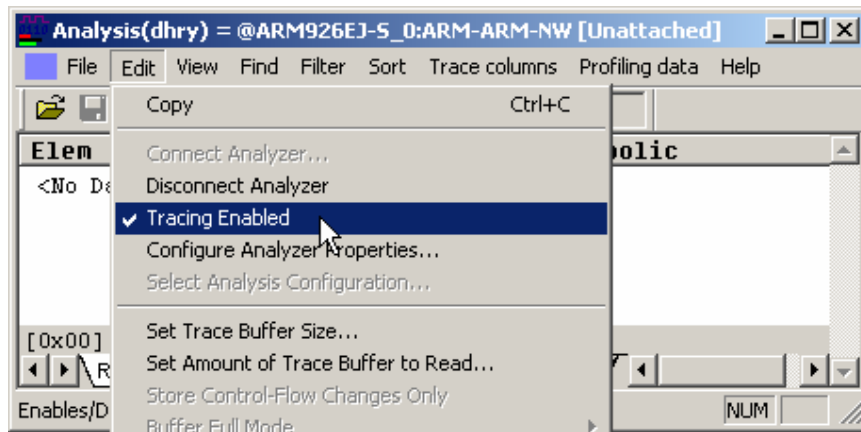 Analysis(dhry) = @ARM926EJ-S_0:ARM-ARM-NW [Unattached]
File Edit View Find Filter Sort Trace columns Profiling data Help
Copy Ctrl+C
Elem
Connect Analyzer...
<No Da
Disconnect Analyzer
Tracing Enabled
Configure Analyzer Properties...
Select Analysis Configuration...
Set Trace Buffer Size...
[0x00]
Set Amount of Trace Buffer to Read...
Store Control-Flow Changes Only
Enables/D NUM
Buffer Full Mode